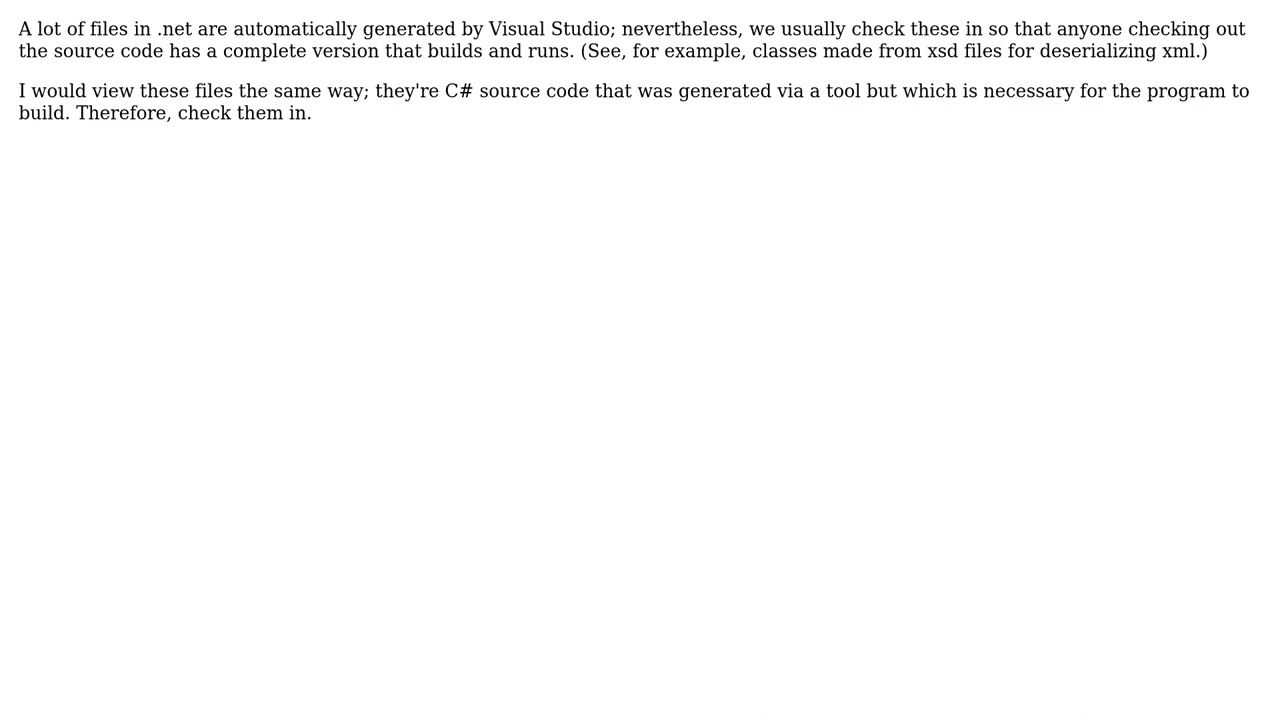 A lot of files in .net are automatically generated by Visual Studio; nevertheless, we usually check these in so that anyone checking out
the source code has a complete version that builds and runs. (See, for example, classes made from xsd files for deserializing xml.)
I would view these files the same way; they're C# source code that was generated via a tool but which is necessary for the program to
build. Therefore, check them in.